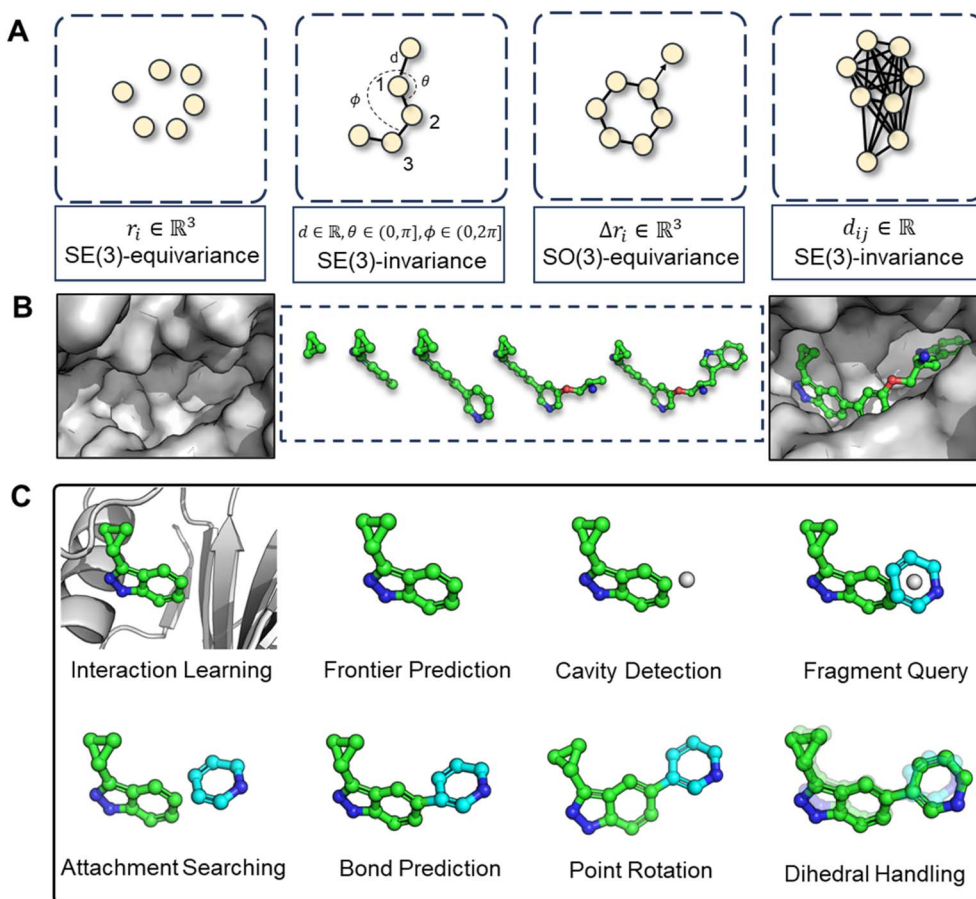 A
d
1
θ
ϕ
2
3
r_i ∈ ℝ^3
SE(3)-equivariance
d ∈ ℝ, θ ∈ (0, π], ϕ ∈ (0,2π]
SE(3)-invariance
Δr_i ∈ ℝ^3
SO(3)-equivariance
d_ij ∈ ℝ
SE(3)-invariance
B
C
Interaction Learning
Frontier Prediction
Cavity Detection
Fragment Query
Attachment Searching
Bond Prediction
Point Rotation
Dihedral Handling